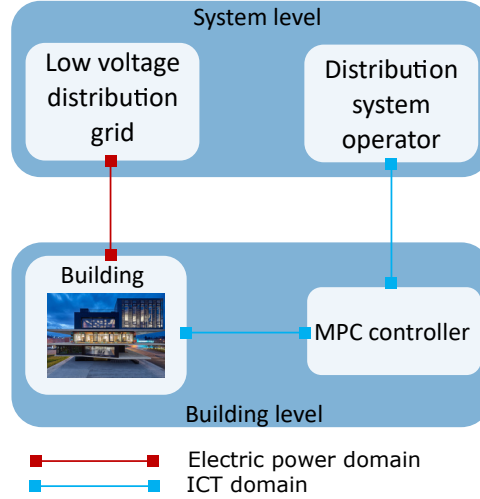 System level
Low voltage
distribution
grid
Distribution
system
operator
Building
MPC controller
Building level
Electric power domain
ICT domain